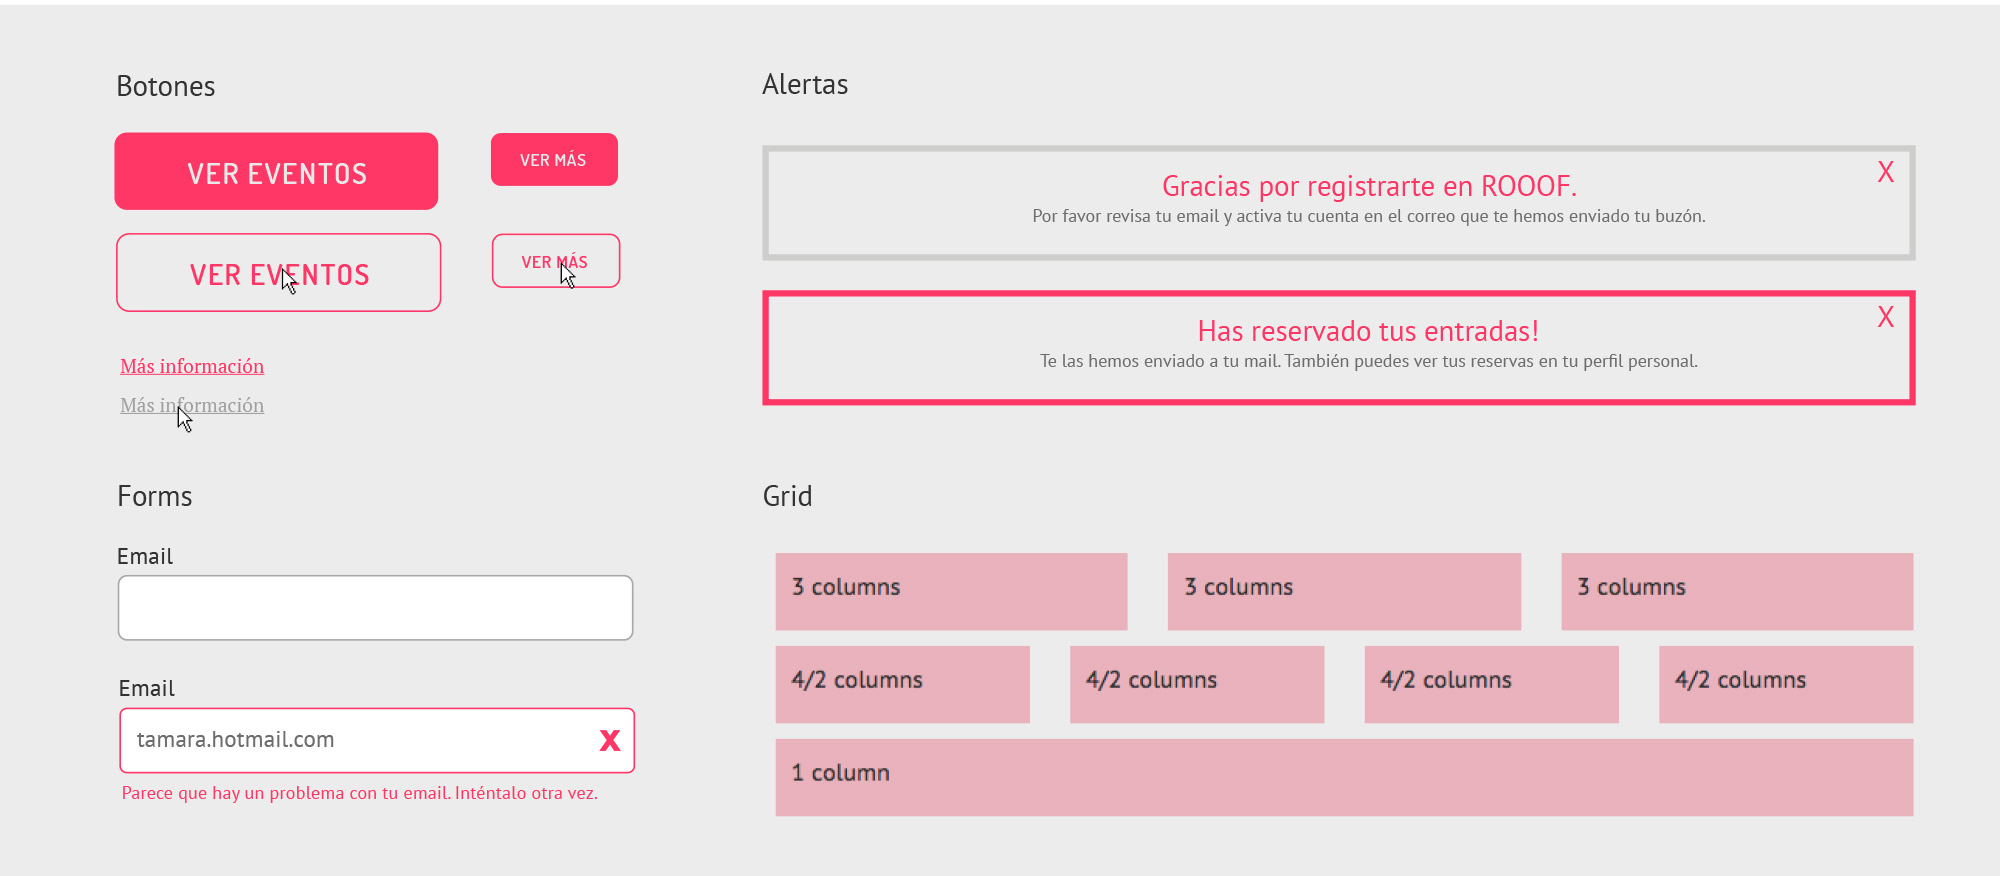 Botones
VER EVENTOS
VER MÁS
VER EVENTOS
VER MÁS
Más información
Más información
Alertas
X
Gracias por registrarte en ROOOF.
Por favor revisa tu email y activa tu cuenta en el correo que te hemos enviado tu buzón.
X
Has reservado tus entradas!
Te las hemos enviado a tu mail. También puedes ver tus reservas en tu perfil personal.
Forms
Email
Email
tamara.hotmail.com X
Parece que hay un problema con tu email. Inténtalo otra vez.
Grid
3 columns 3 columns 3 columns
4/2 columns 4/2 columns 4/2 columns 4/2 columns
1 column